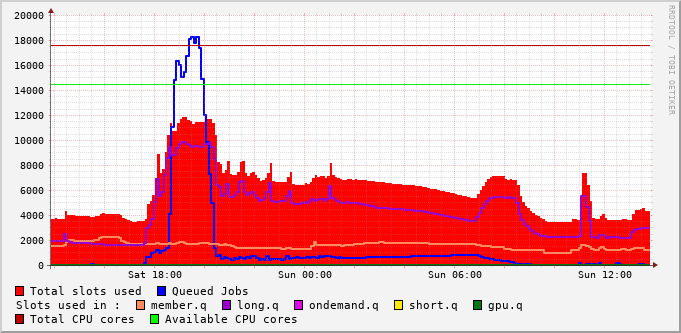 20000
18000
16000
14000
12000
10000
8000
6000
4000
2000
0
Sat 18:00 Sun 00:00 Sun 06:00 Sun 12:00
RRDTOOL / TOBI OETIKER
Total slots used Queued Jobs
Slots used in : member.q long.q ondemand.q short.q gpu.q
Total CPU cores Available CPU cores